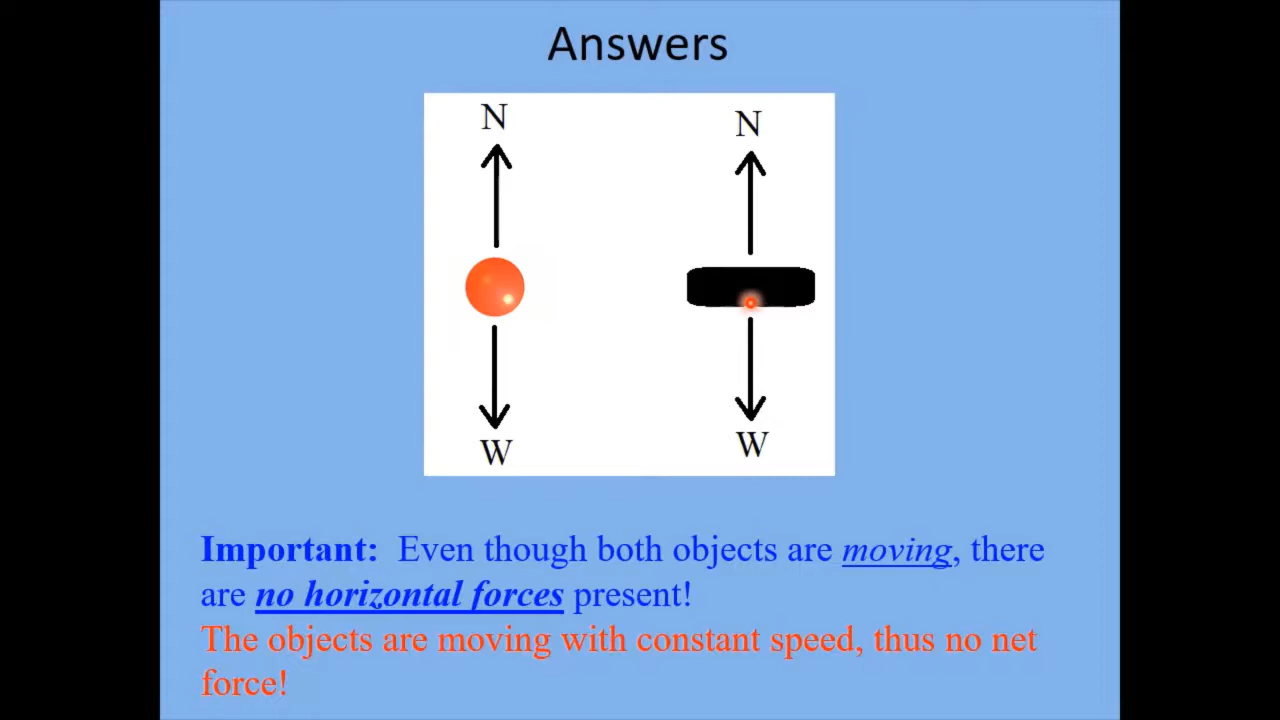 Answers
N
N
W
W
Important: Even though both objects are moving, there
are no horizontal forces present!
The objects are moving with constant speed, thus no net
force!